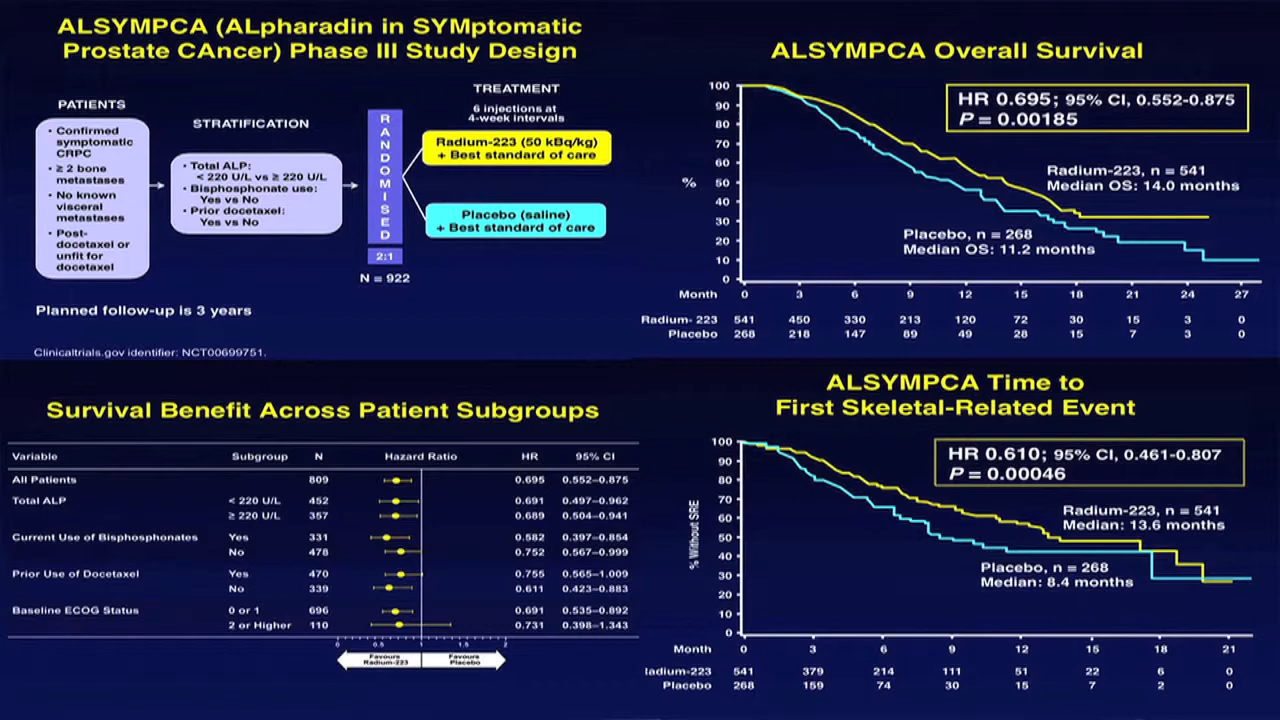 ALSYMPCA (ALpharadin in SYMptomatic
Prostate CAncer) Phase III Study Design
PATIENTS
• Confirmed
symptomatic
CRPC
• ≥ 2 bone
metastases
• No known
visceral
metastases
• Post-
docetaxel or
unfit for
docetaxel
STRATIFICATION
• Total ALP:
< 220 U/L vs ≥ 220 U/L
• Bisphosphonate use:
Yes vs No
• Prior docetaxel:
Yes vs No
RANDOMISED
2:1
N = 922
TREATMENT
6 injections at
4-week intervals
Radium-223 (50 kBq/kg)
+ Best standard of care
Placebo (saline)
+ Best standard of care
Planned follow-up is 3 years
Clinicaltrials.gov identifier: NCT00699751.
ALSYMPCA Overall Survival
HR 0.695; 95% CI, 0.552-0.875
P = 0.00185
100
90
80
70
60
50
40
30
20
10
0
%
Radium-223, n = 541
Median OS: 14.0 months
Placebo, n = 268
Median OS: 11.2 months
Month 0 3 6 9 12 15 18 21 24 27
Radium- 223 541 450 330 213 120 72 30 15 3 0
Placebo 268 218 147 89 49 28 15 7 3 0
Survival Benefit Across Patient Subgroups
Variable Subgroup N Hazard Ratio HR 95% CI
All Patients 809 0.695 0.552–0.875
Total ALP < 220 U/L 452 0.691 0.497–0.962
≥ 220 U/L 357 0.689 0.504–0.941
Current Use of Bisphosphonates Yes 331 0.582 0.397–0.854
No 478 0.752 0.567–0.999
Prior Use of Docetaxel Yes 470 0.755 0.565–1.009
No 339 0.611 0.423–0.883
Baseline ECOG Status 0 or 1 696 0.691 0.535–0.892
2 or Higher 110 0.731 0.398–1.343
0 0.5 1 1.5 2
Favours
Radium-223
Favours
Placebo
ALSYMPCA Time to
First Skeletal-Related Event
HR 0.610; 95% CI, 0.461-0.807
P = 0.00046
100
90
80
70
60
50
40
30
20
10
0
% Without SRE
Radium-223, n = 541
Median: 13.6 months
Placebo, n = 268
Median: 8.4 months
Month 0 3 6 9 12 15 18 21
adium-223 541 379 214 111 51 22 6 0
Placebo 268 159 74 30 15 7 2 0